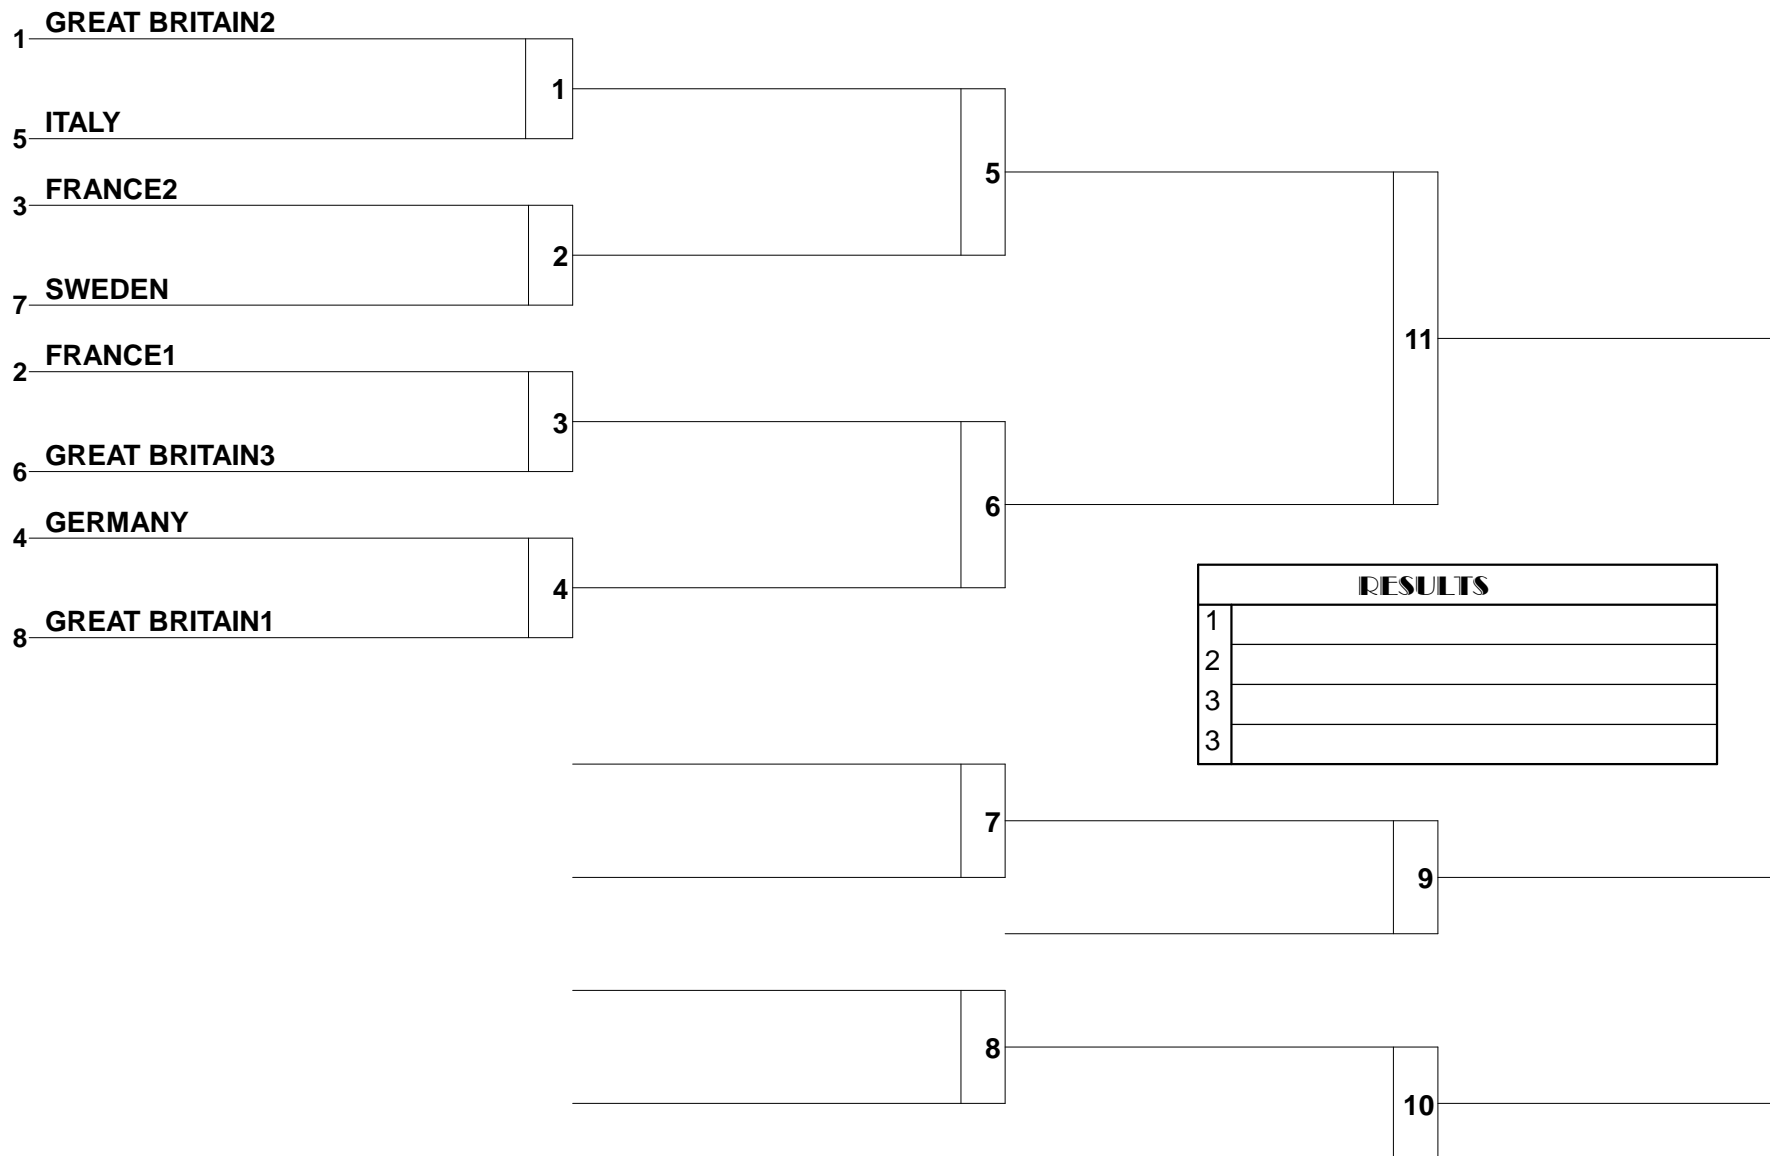 1 GREAT BRITAIN2
1
5 ITALY
5
3 FRANCE2
2
7 SWEDEN
11
2 FRANCE1
3
6 GREAT BRITAIN3
6
4 GERMANY
4
8 GREAT BRITAIN1
RESULTS
1
2
3
3
7
9
8
10